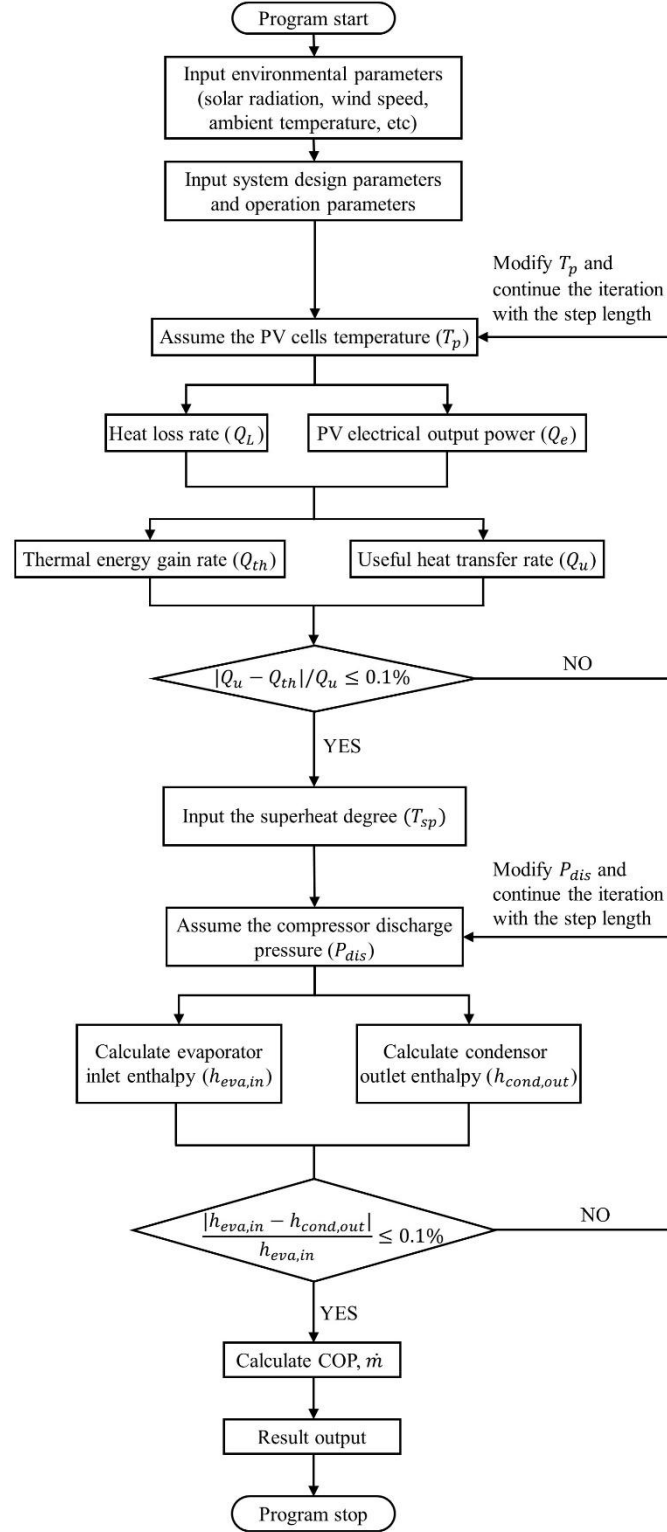 Program start
Input environmental parameters
(solar radiation, wind speed,
ambient temperature, etc)
Input system design parameters
and operation parameters
Modify T_p and
continue the iteration
with the step length
Assume the PV cells temperature (T_p)
Heat loss rate (Q_L)
PV electrical output power (Q_e)
Thermal energy gain rate (Q_th)
Useful heat transfer rate (Q_u)
|Q_u − Q_th|/Q_u ≤ 0.1%
NO
YES
Input the superheat degree (T_sp)
Modify P_dis and
continue the iteration
with the step length
Assume the compressor discharge
pressure (P_dis)
Calculate evaporator
inlet enthalpy (h_eva,in)
Calculate condensor
outlet enthalpy (h_cond,out)
|h_eva,in − h_cond,out|
h_eva,in
≤ 0.1%
NO
YES
Calculate COP, ṁ
Result output
Program stop